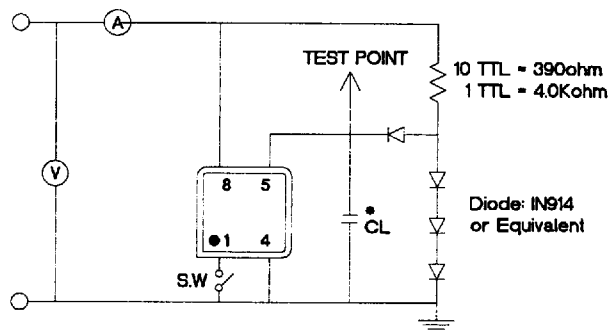 A
TEST POINT
10 TTL = 390ohm
1 TTL = 4.0Kohm
V
8 5
1 4
*
CL
S.W
Diode: IN914
or Equivalent